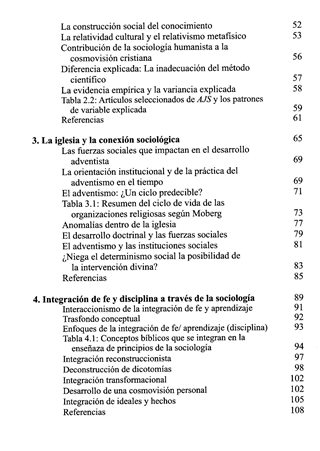 La construcción social del conocimiento 52
La relatividad cultural y el relativismo metafísico 53
Contribución de la sociología humanista a la
cosmovisión cristiana 56
Diferencia explicada: La inadecuación del método
científico 57
La evidencia empírica y la variancia explicada 58
Tabla 2.2: Artículos seleccionados de AJS y los patrones
de variable explicada 59
Referencias 61
3. La iglesia y la conexión sociológica 65
Las fuerzas sociales que impactan en el desarrollo
adventista 69
La orientación institucional y de la práctica del
adventismo en el tiempo 69
El adventismo: ¿Un ciclo predecible? 71
Tabla 3.1: Resumen del ciclo de vida de las
organizaciones religiosas según Moberg 73
Anomalías dentro de la iglesia 77
El desarrollo doctrinal y las fuerzas sociales 79
El adventismo y las instituciones sociales 81
¿Niega el determinismo social la posibilidad de
la intervención divina? 83
Referencias 85
4. Integración de fe y disciplina a través de la sociología 89
Interaccionismo de la integración de fe y aprendizaje 91
Trasfondo conceptual 92
Enfoques de la integración de fe/ aprendizaje (disciplina) 93
Tabla 4.1: Conceptos bíblicos que se integran en la
enseñaza de principios de la sociología 94
Integración reconstruccionista 97
Deconstrucción de dicotomías 98
Integración transformacional 102
Desarrollo de una cosmovisión personal 102
Integración de ideales y hechos 105
Referencias 108